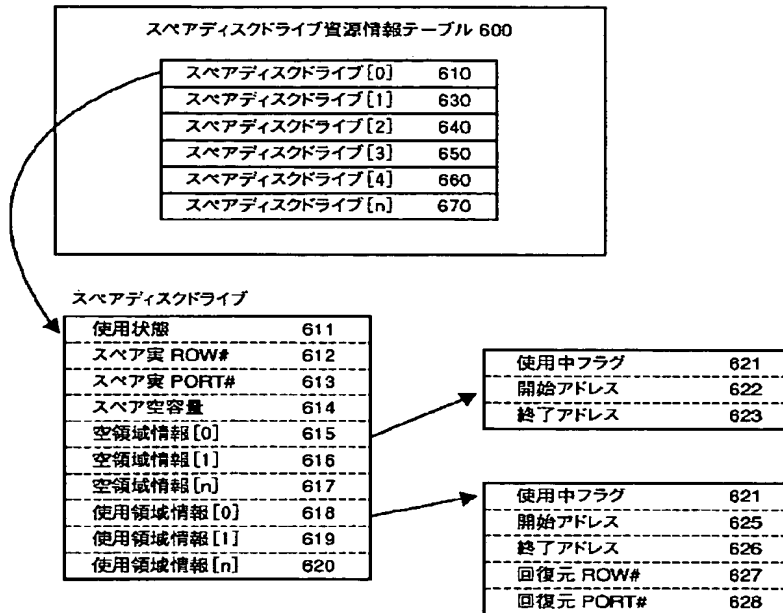 スペアディスクドライブ資源情報テーブル 600
スペアディスクドライブ[0] 610
スペアディスクドライブ[1] 630
スペアディスクドライブ[2] 640
スペアディスクドライブ[3] 650
スペアディスクドライブ[4] 660
スペアディスクドライブ[n] 670
スペアディスクドライブ
使用状態 611
スペア実 ROW# 612
スペア実 PORT# 613
スペア空容量 614
空領域情報[0] 615
空領域情報[1] 616
空領域情報[n] 617
使用領域情報[0] 618
使用領域情報[1] 619
使用領域情報[n] 620
使用中フラグ 621
開始アドレス 622
終了アドレス 623
使用中フラグ 621
開始アドレス 625
終了アドレス 626
回復元 ROW# 627
回復元 PORT# 628